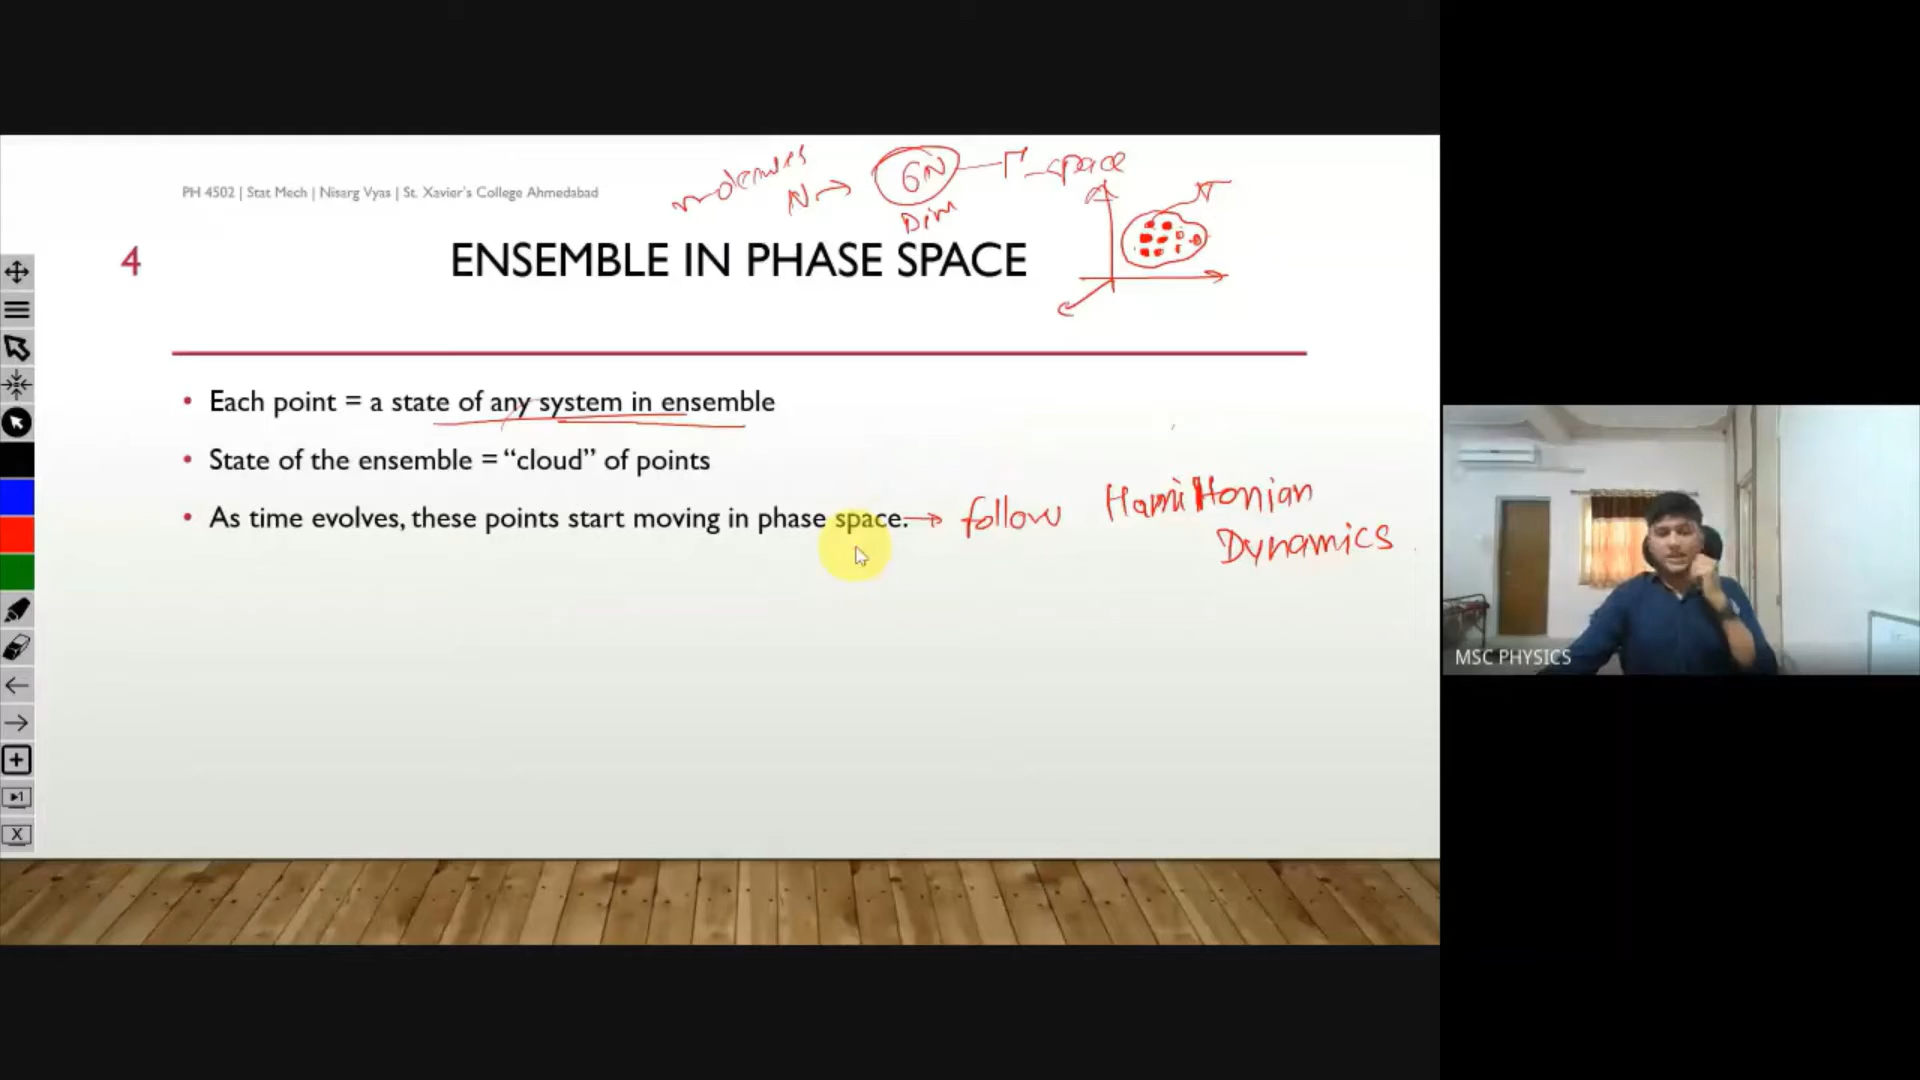 molecules N → 6N Dim — Γ - space
PH 4502 | Stat Mech | Nisarg Vyas | St. Xavier's College Ahmedabad
4
ENSEMBLE IN PHASE SPACE
• Each point = a state of any system in ensemble
• State of the ensemble = “cloud” of points
• As time evolves, these points start moving in phase space. → follow Hamiltonian
Dynamics
MSC PHYSICS